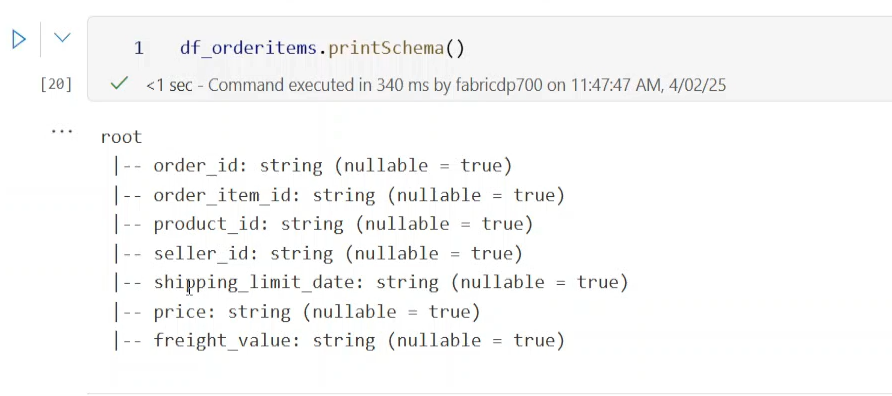 1 df_orderitems.printSchema()
[20] <1 sec - Command executed in 340 ms by fabricdp700 on 11:47:47 AM, 4/02/25
... root
|-- order_id: string (nullable = true)
|-- order_item_id: string (nullable = true)
|-- product_id: string (nullable = true)
|-- seller_id: string (nullable = true)
|-- shipping_limit_date: string (nullable = true)
|-- price: string (nullable = true)
|-- freight_value: string (nullable = true)